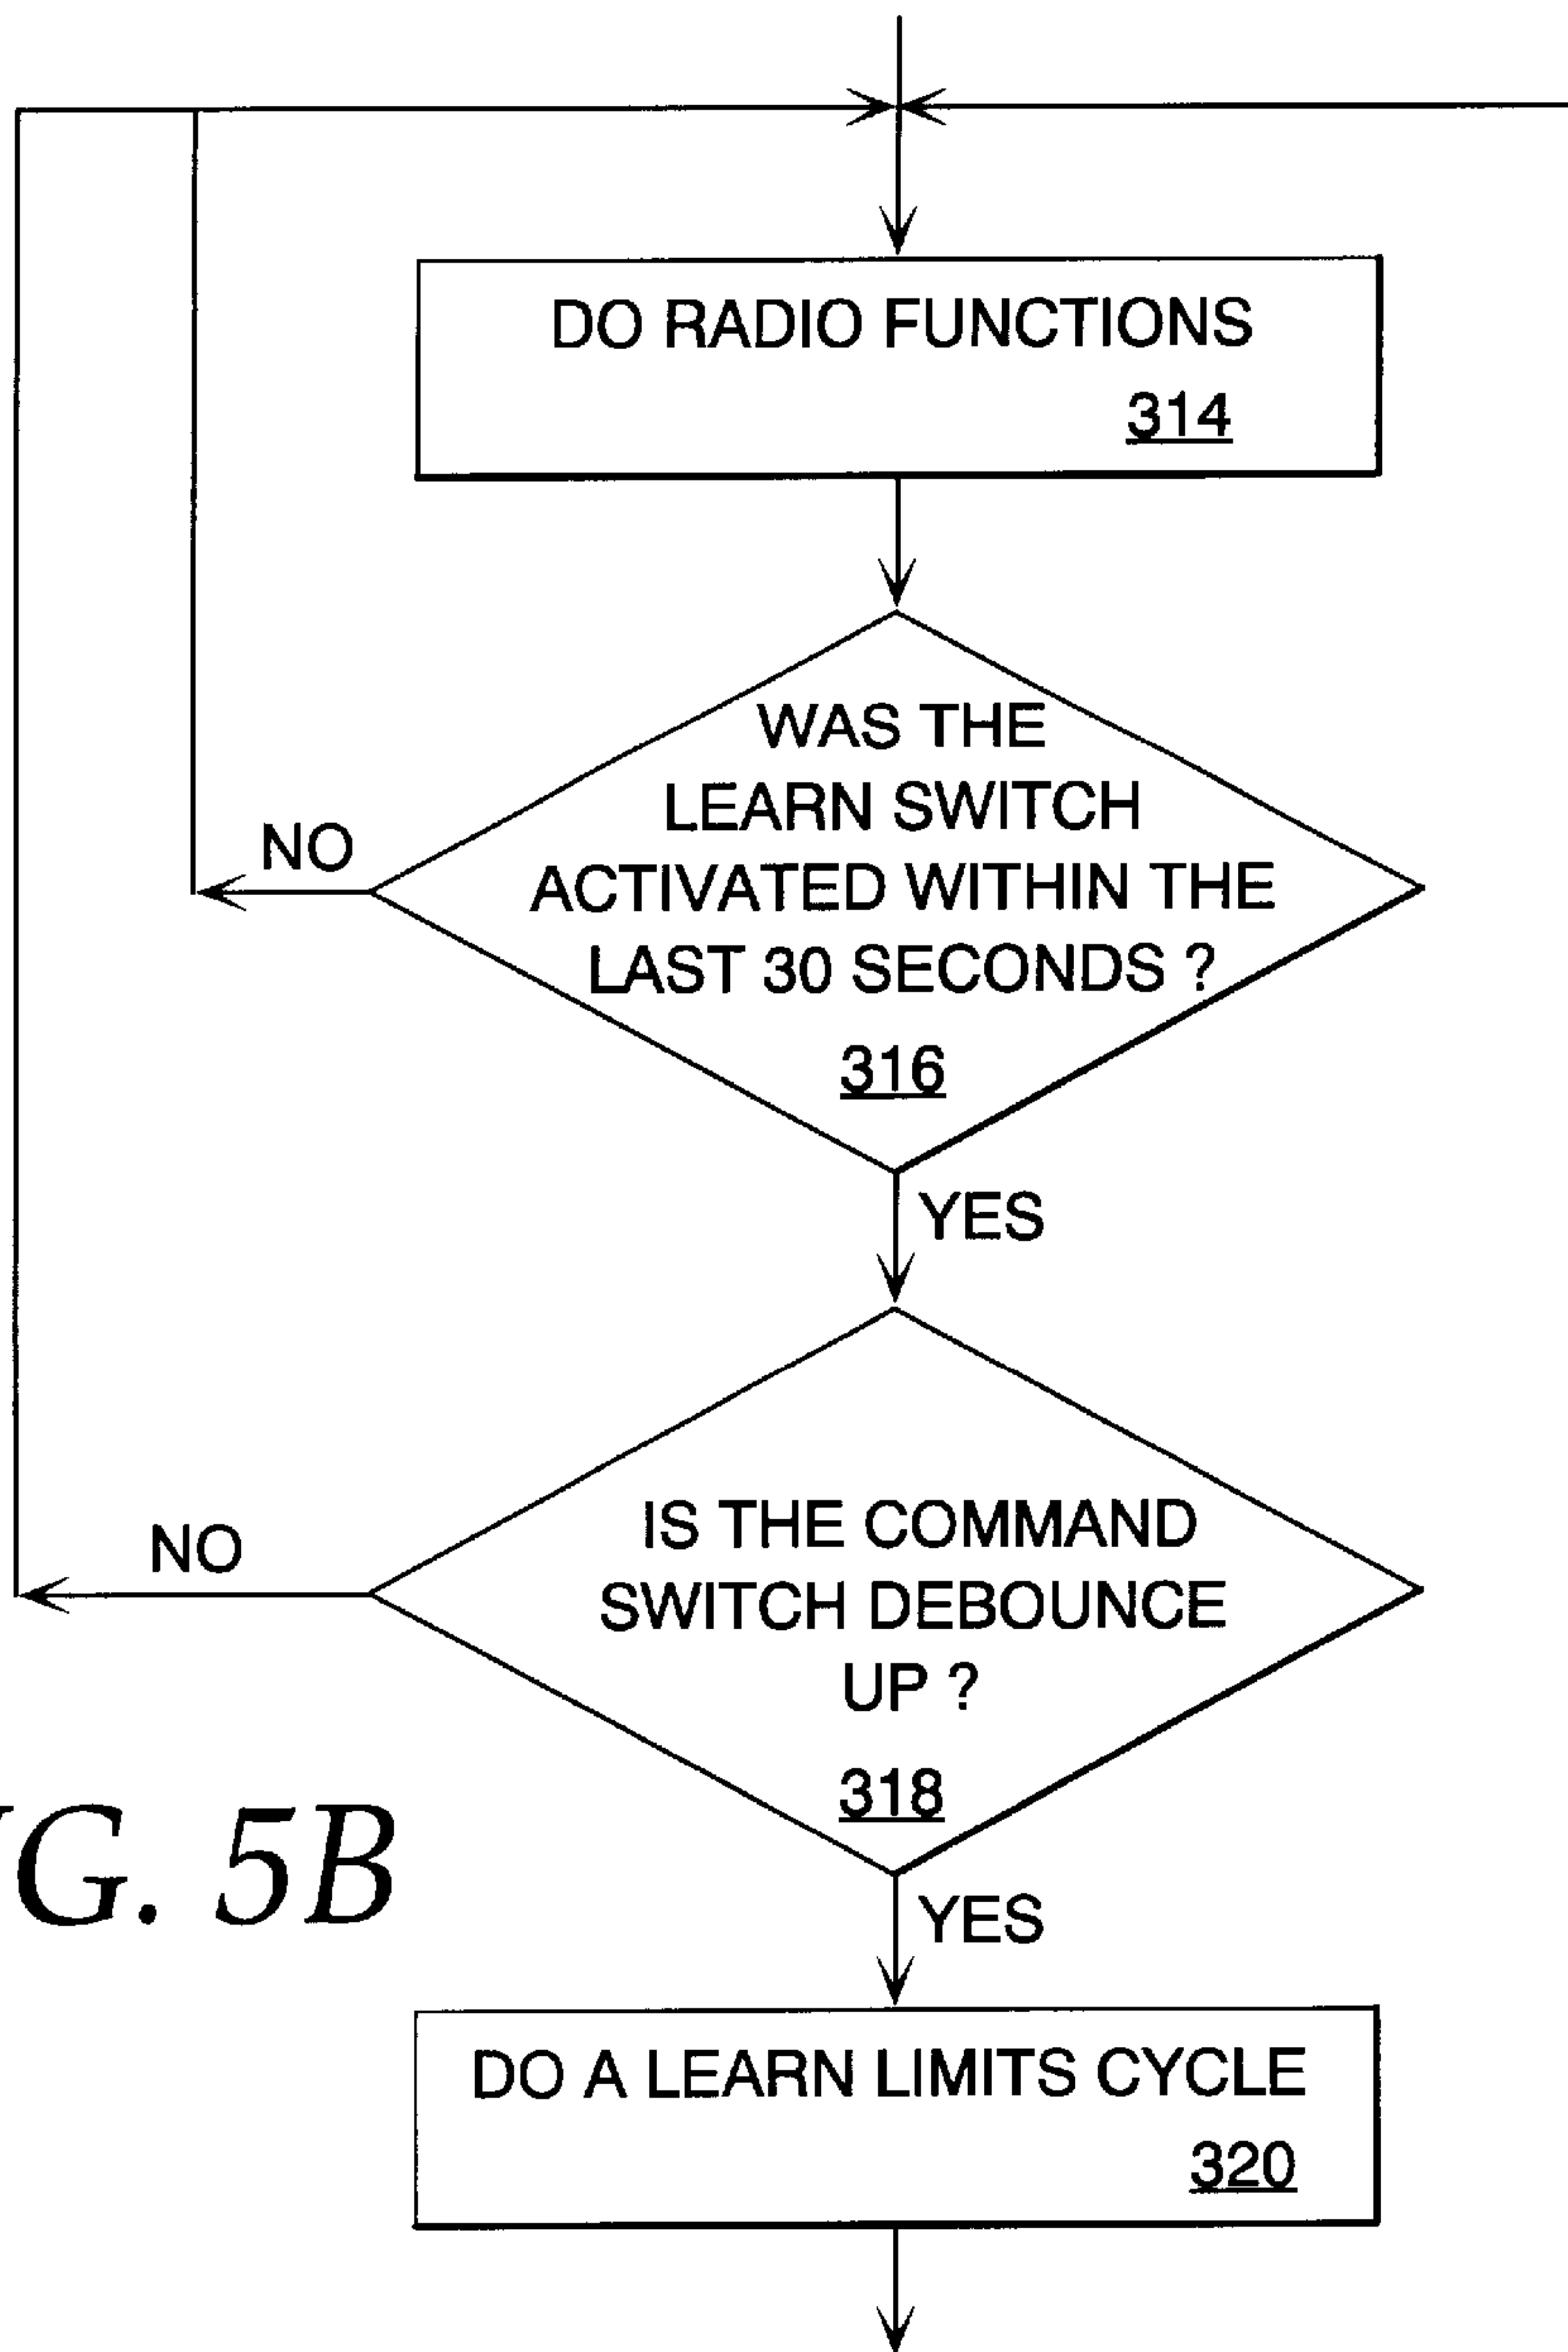 DO RADIO FUNCTIONS
314
WAS THE
LEARN SWITCH
ACTIVATED WITHIN THE
LAST 30 SECONDS ?
316
NO
YES
IS THE COMMAND
SWITCH DEBOUNCE
UP ?
318
NO
YES
G. 5B
DO A LEARN LIMITS CYCLE
320